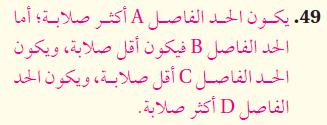 49. يكون الحد الفاصل A أكثر صلابة؛ أما
الحد الفاصل B فيكون أقل صلابة، ويكون
الحد الفاصل C أقل صلابة، ويكون الحد
الفاصل D أكثر صلابة.